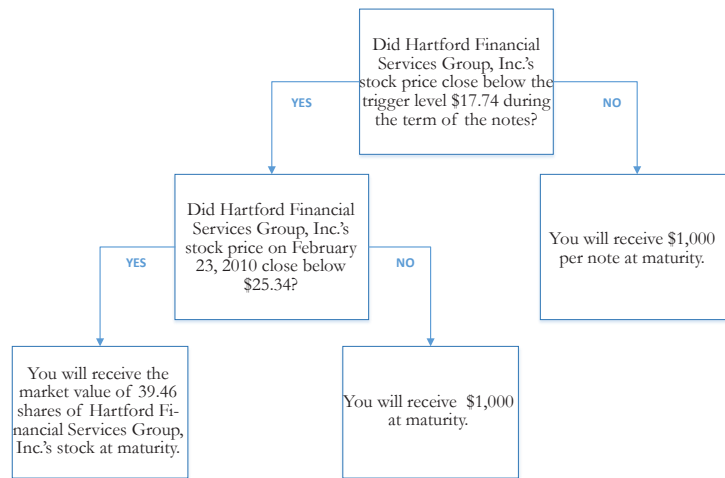 Did Hartford Financial
Services Group, Inc.'s
stock price close below the
trigger level $17.74 during
the term of the notes?
YES
NO
Did Hartford Financial
Services Group, Inc.'s
stock price on February
23, 2010 close below
$25.34?
You will receive $1,000
per note at maturity.
YES
NO
You will receive the
market value of 39.46
shares of Hartford Fi-
nancial Services Group,
Inc.'s stock at maturity.
You will receive $1,000
at maturity.